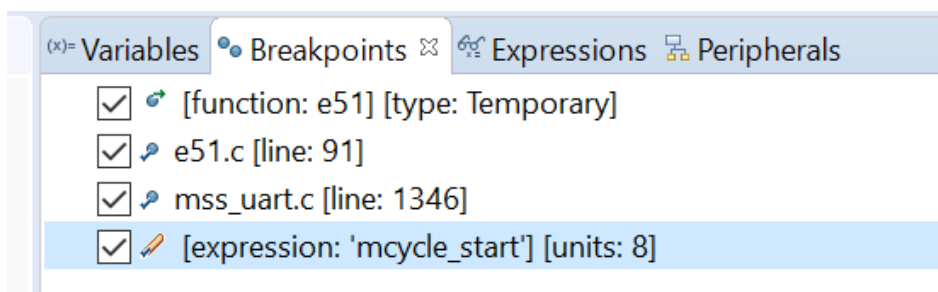 (x)= Variables Breakpoints Expressions Peripherals
[function: e51] [type: Temporary]
e51.c [line: 91]
mss_uart.c [line: 1346]
[expression: 'mcycle_start'] [units: 8]